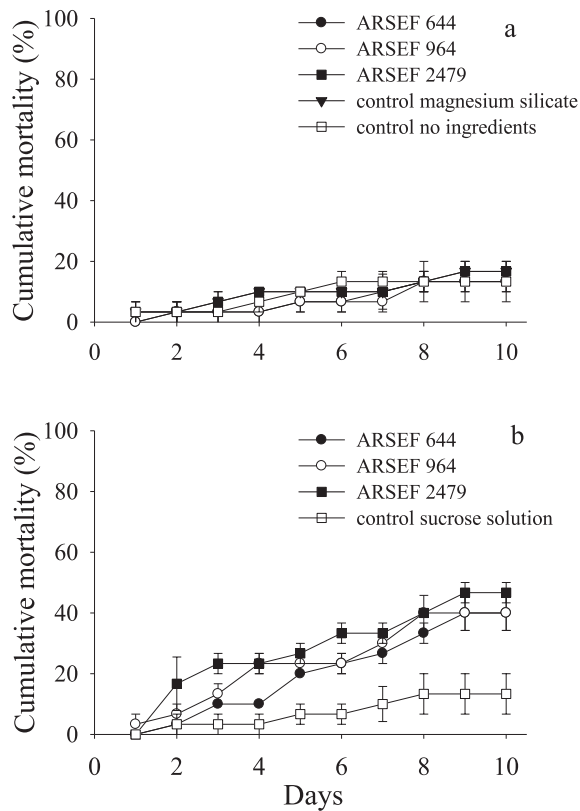 100
80
60
40
20
0
Cumulative mortality (%)
a
ARSEF 644
ARSEF 964
ARSEF 2479
control magnesium silicate
control no ingredients
0 2 4 6 8 10
100
80
60
40
20
0
Cumulative mortality (%)
b
ARSEF 644
ARSEF 964
ARSEF 2479
control sucrose solution
0 2 4 6 8 10
Days